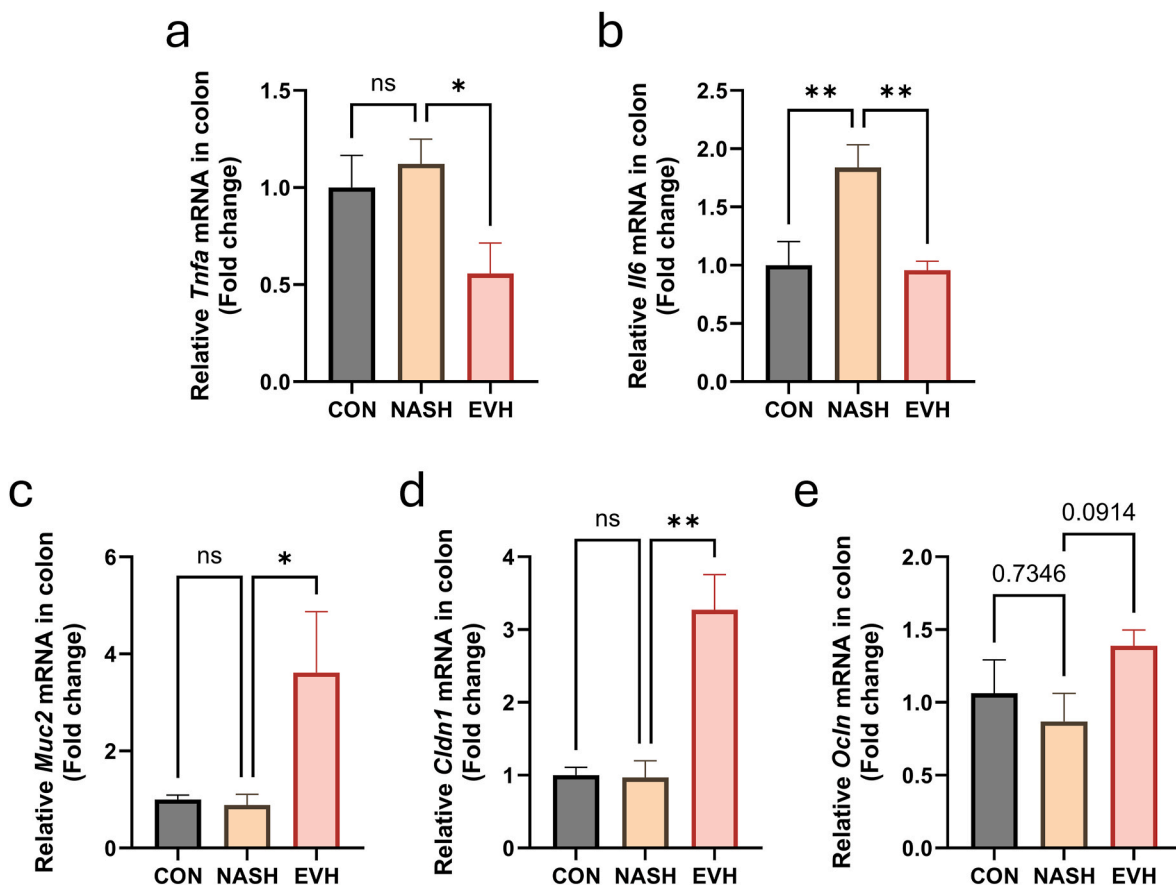 a
Relative Tnfa mRNA in colon
(Fold change)
1.5
1.0
0.5
0.0
ns
*
CON NASH EVH
b
Relative Il6 mRNA in colon
(Fold change)
2.5
2.0
1.5
1.0
0.5
0.0
** **
CON NASH EVH
c
Relative Muc2 mRNA in colon
(Fold change)
6
4
2
0
ns
*
CON NASH EVH
d
Relative Cldn1 mRNA in colon
(Fold change)
4
3
2
1
0
ns
**
CON NASH EVH
e
Relative Ocln mRNA in colon
(Fold change)
2.0
1.5
1.0
0.5
0.0
0.7346
0.0914
CON NASH EVH